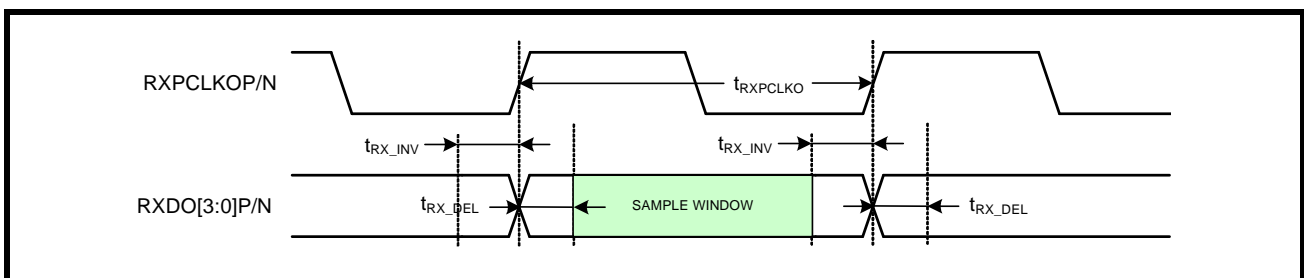 RXPCLKOP/N
tRXPCLKO
tRX_INV
tRX_INV
RXDO[3:0]P/N
tRX_DEL
SAMPLE WINDOW
tRX_DEL